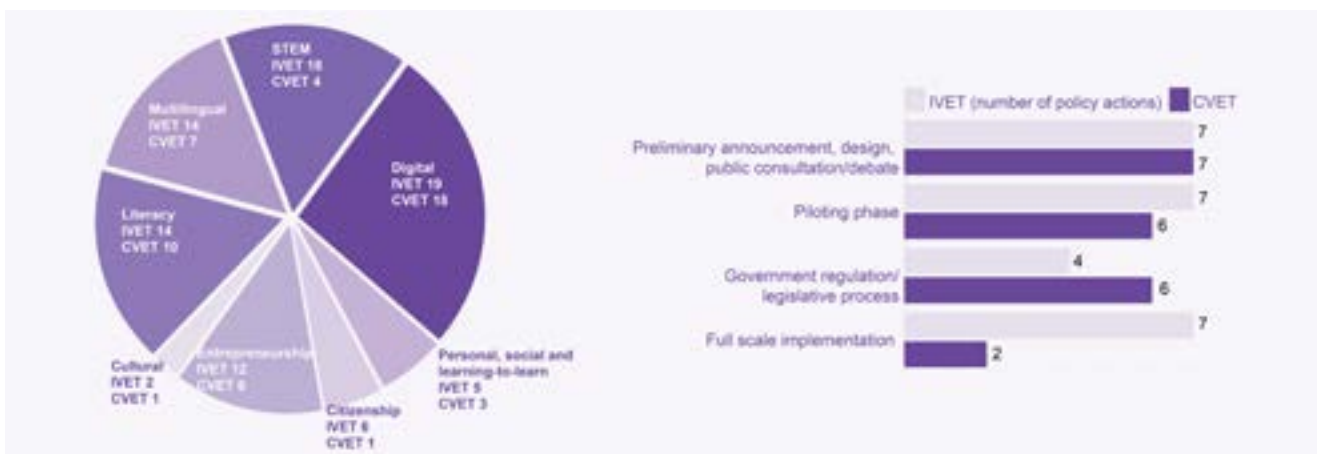 STEM
IVET 18
CVET 4
Multilingual
IVET 14
CVET 7
Digital
IVET 19
CVET 18
Literacy
IVET 14
CVET 10
Cultural
IVET 2
CVET 1
Entrepreneurship
IVET 12
CVET 6
Citizenship
IVET 6
CVET 1
Personal, social and
learning-to-learn
IVET 5
CVET 3
IVET (number of policy actions) CVET
Preliminary announcement, design,
public consultation/debate
7
7
Piloting phase
7
6
Government regulation/
legislative process
4
6
Full scale implementation
7
2